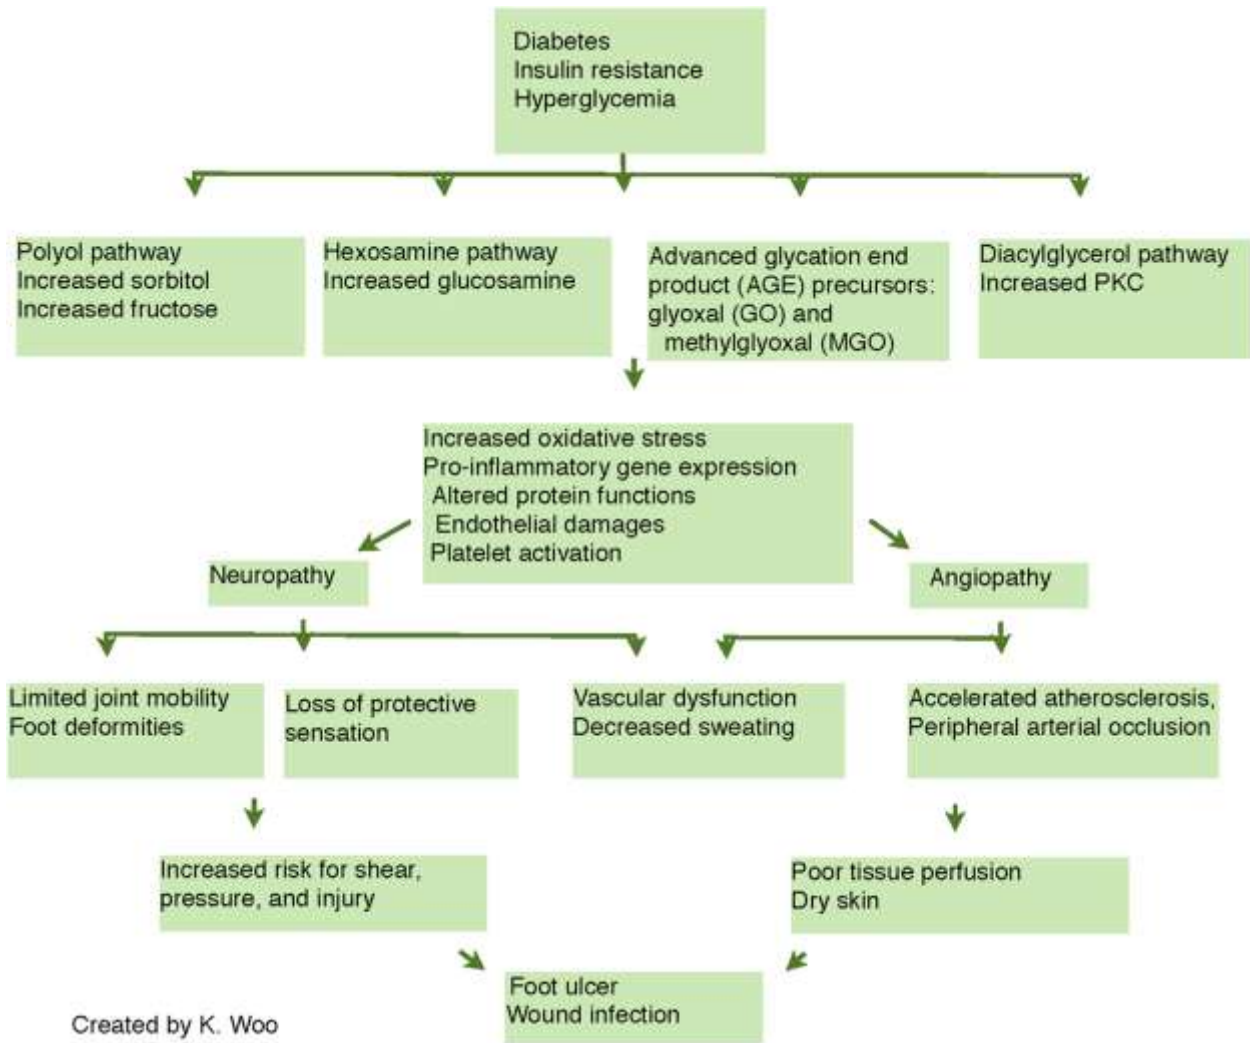 Diabetes
Insulin resistance
Hyperglycemia
Polyol pathway
Increased sorbitol
Increased fructose
Hexosamine pathway
Increased glucosamine
Advanced glycation end
product (AGE) precursors:
glyoxal (GO) and
methylglyoxal (MGO)
Diacylglycerol pathway
Increased PKC
Increased oxidative stress
Pro-inflammatory gene expression
Altered protein functions
Endothelial damages
Platelet activation
Neuropathy
Angiopathy
Limited joint mobility
Foot deformities
Loss of protective
sensation
Vascular dysfunction
Decreased sweating
Accelerated atherosclerosis,
Peripheral arterial occlusion
Increased risk for shear,
pressure, and injury
Poor tissue perfusion
Dry skin
Foot ulcer
Wound infection
Created by K. Woo